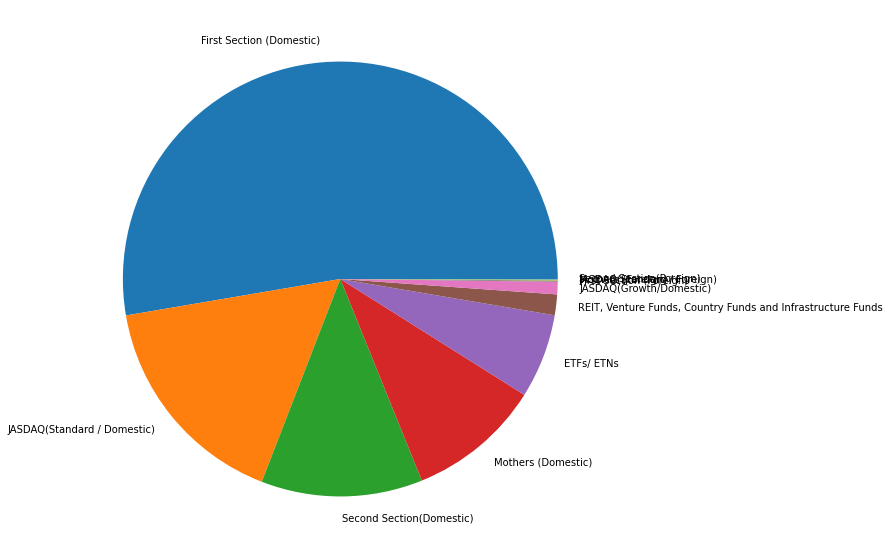 First Section (Domestic)
JASDAQ(Growth/Domestic)
REIT, Venture Funds, Country Funds and Infrastructure Funds
ETFs/ ETNs
JASDAQ(Standard / Domestic)
Mothers (Domestic)
Second Section(Domestic)